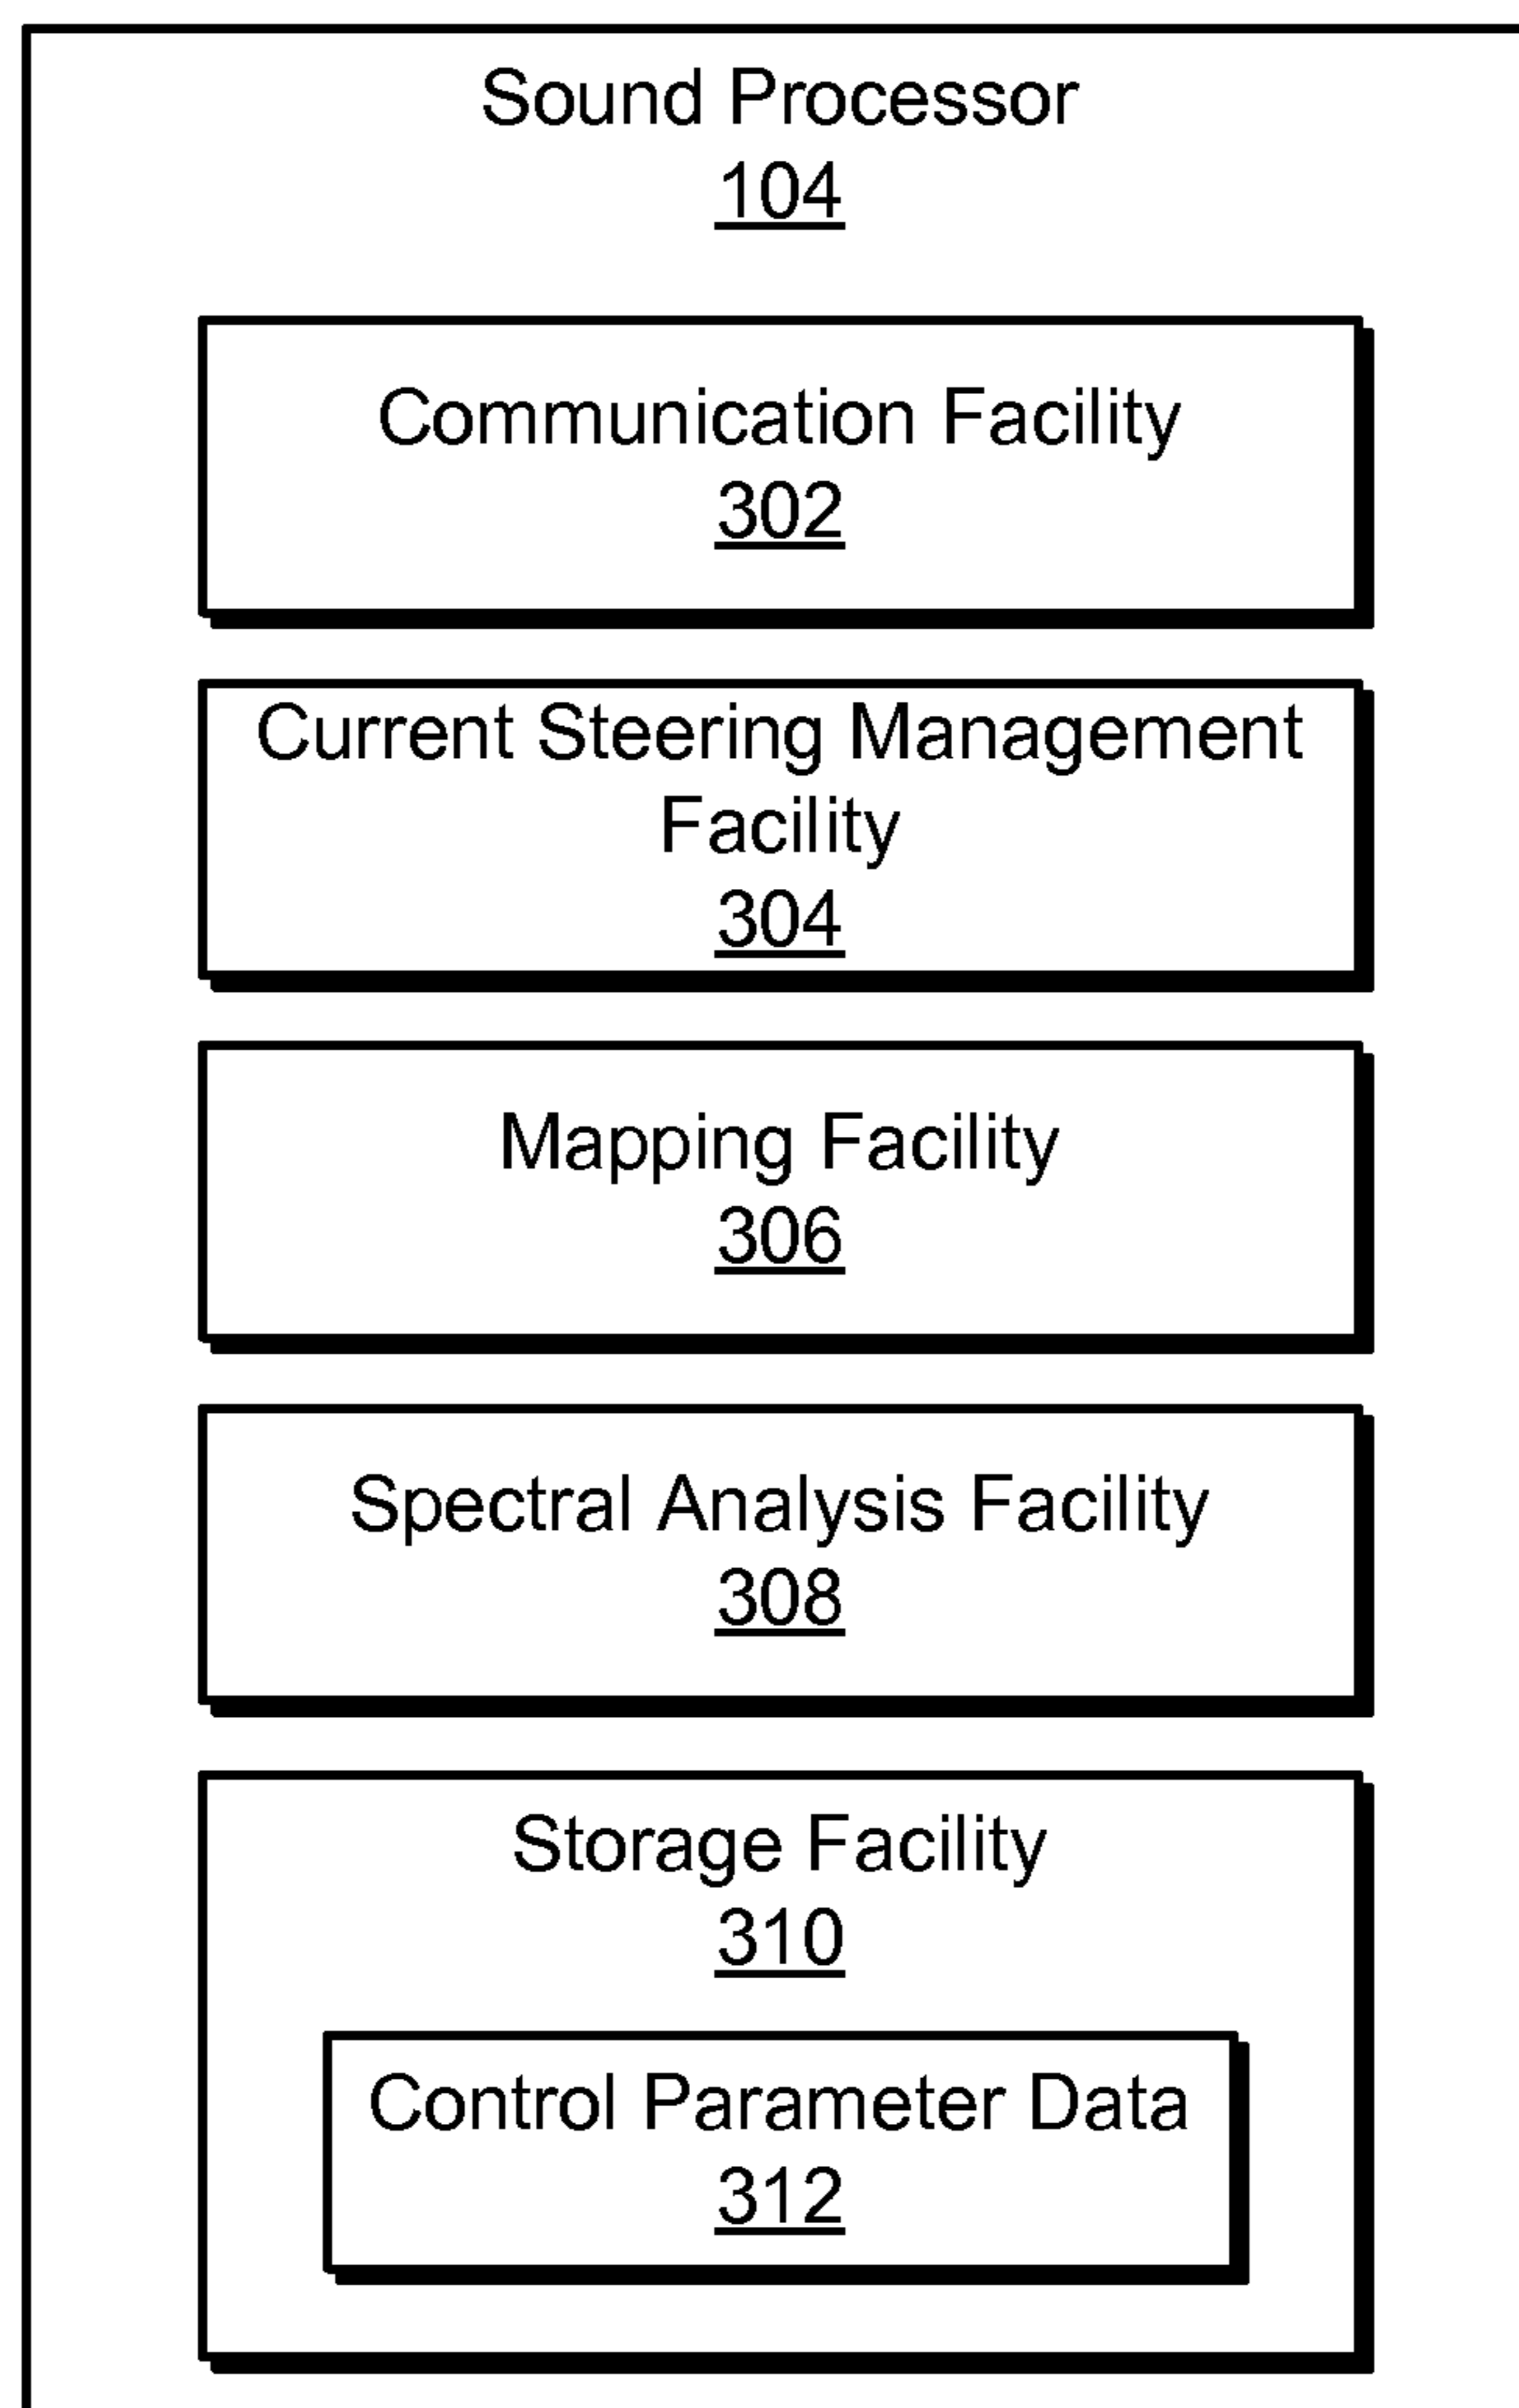 Sound Processor
104
Communication Facility
302
Current Steering Management
Facility
304
Mapping Facility
306
Spectral Analysis Facility
308
Storage Facility
310
Control Parameter Data
312